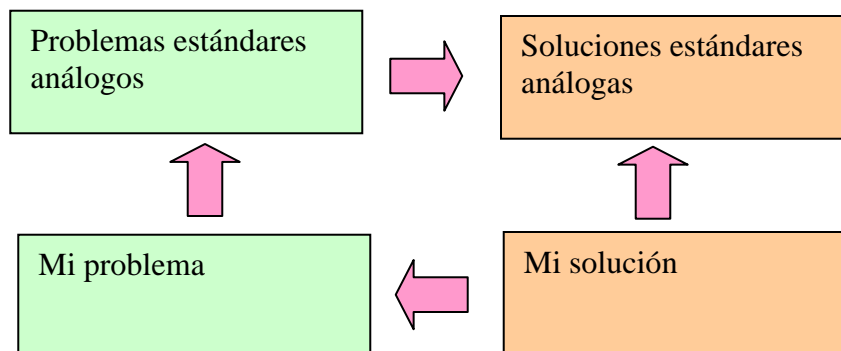 Problemas estándares
análogos
Soluciones estándares
análogas
Mi problema
Mi solución